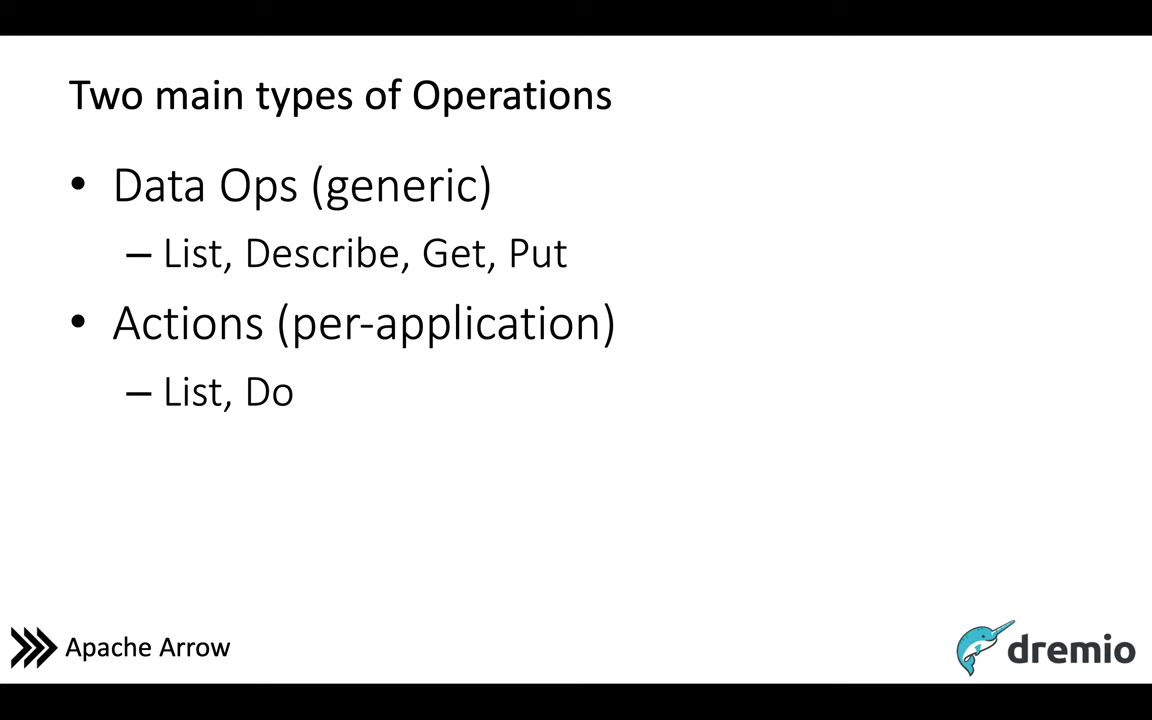 Two main types of Operations
• Data Ops (generic)
– List, Describe, Get, Put
• Actions (per-application)
– List, Do
Apache Arrow
dremio